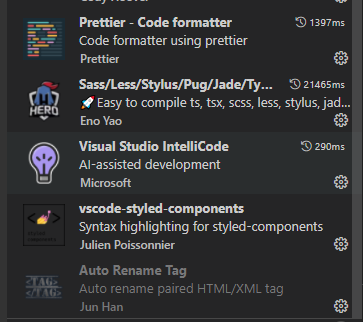 Prettier - Code formatter 1397ms
Code formatter using prettier
Prettier
Sass/Less/Stylus/Pug/Jade/Ty... 21465ms
🚀 Easy to compile ts, tsx, scss, less, stylus, jad...
HERO
Eno Yao
Visual Studio IntelliCode 290ms
AI-assisted development
Microsoft
vscode-styled-components
Syntax highlighting for styled-components
Julien Poissonnier
<TAG>
</TAG>
Auto Rename Tag
Auto rename paired HTML/XML tag
Jun Han